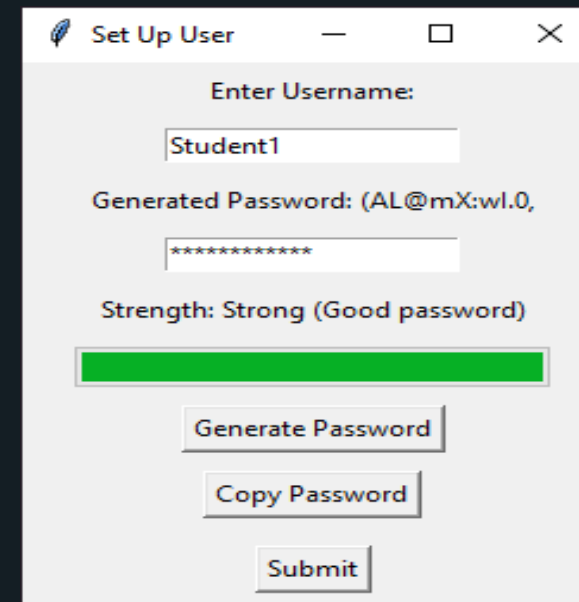 Set Up User
Enter Username:
Student1
Generated Password: (AL@mX:wl.0,
************
Strength: Strong (Good password)
Generate Password
Copy Password
Submit